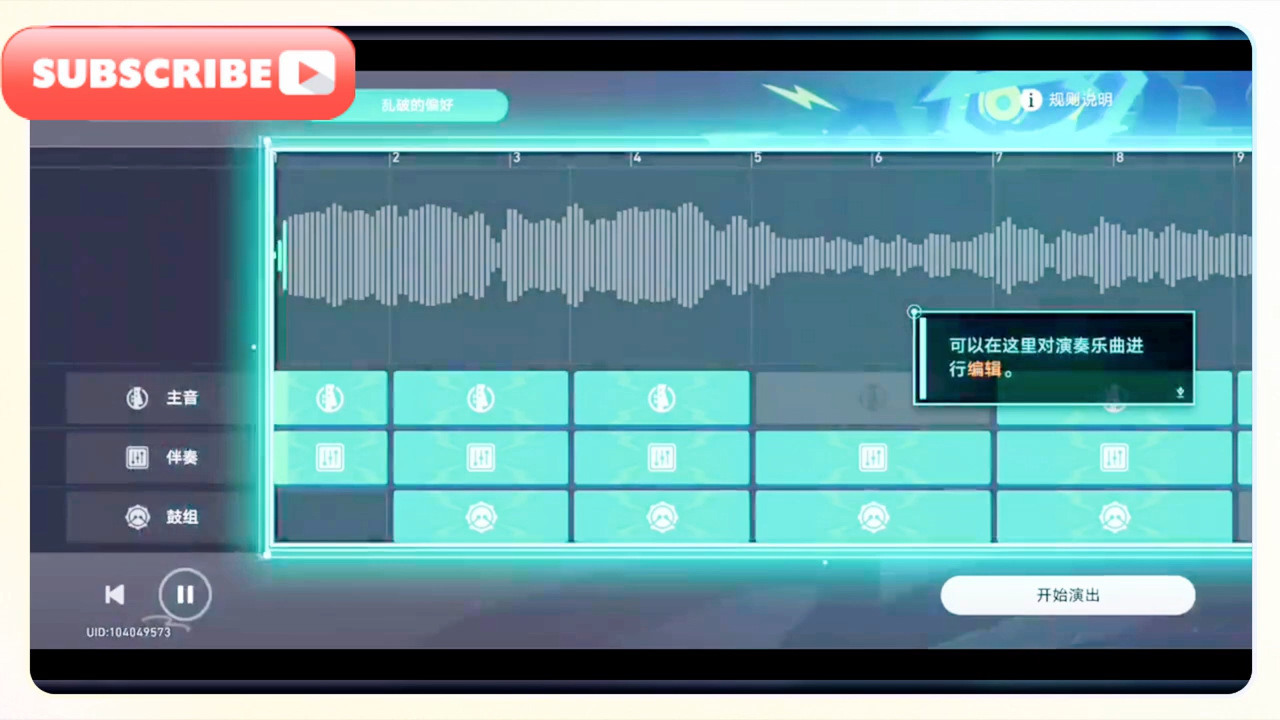 SUBSCRIBE
乱破的偏好
规则说明
2 3 4 5 6 7 8 9
可以在这里对演奏乐曲进
行编辑。
主音
伴奏
鼓组
开始演出
UID:104049573